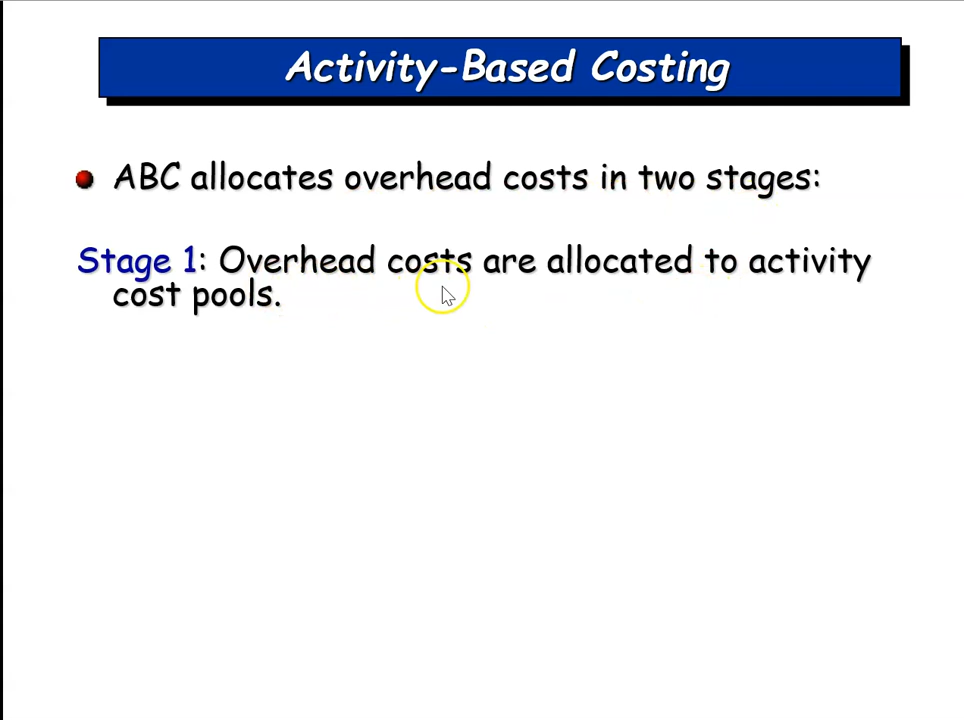 Activity-Based Costing
ABC allocates overhead costs in two stages:
Stage 1: Overhead costs are allocated to activity
cost pools.